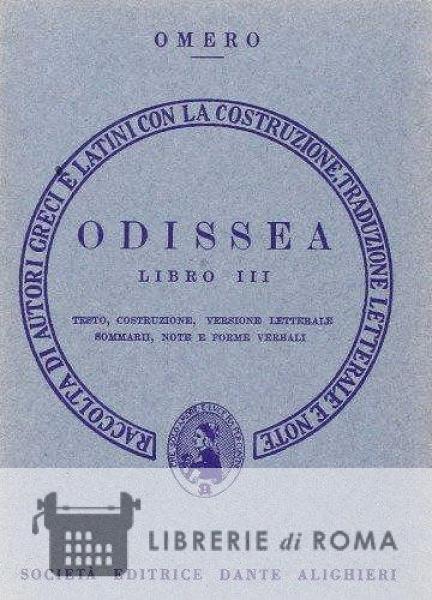 OMERO
RACCOLTA DI AUTORI GRECI E LATINI CON LA COSTRUZIONE, TRADUZIONE LETTERALE E NOTE
ODISSEA
LIBRO III
TESTO, COSTRUZIONE, VERSIONE LETTERALE
SOMMARII, NOTE E FORME VERBALI
LIBRERIE di ROMA
SOCIETÀ EDITRICE DANTE ALIGHIERI